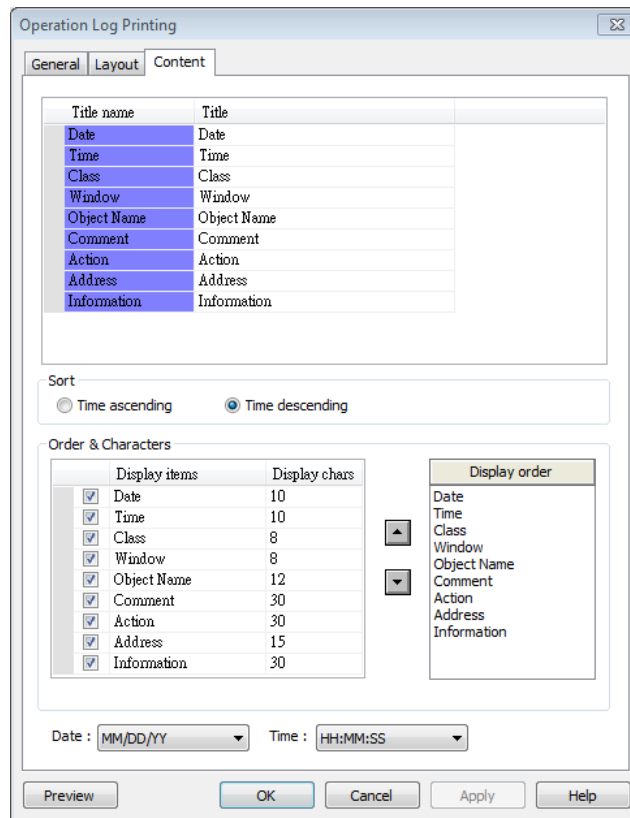 Operation Log Printing
General Layout Content
Title name Title
Date Date
Time Time
Class Class
Window Window
Object Name Object Name
Comment Comment
Action Action
Address Address
Information Information
Sort
Time ascending Time descending
Order & Characters
Display items Display chars
Date 10
Time 10
Class 8
Window 8
Object Name 12
Comment 30
Action 30
Address 15
Information 30
Display order
Date
Time
Class
Window
Object Name
Comment
Action
Address
Information
Date : MM/DD/YY Time : HH:MM:SS
Preview OK Cancel Apply Help